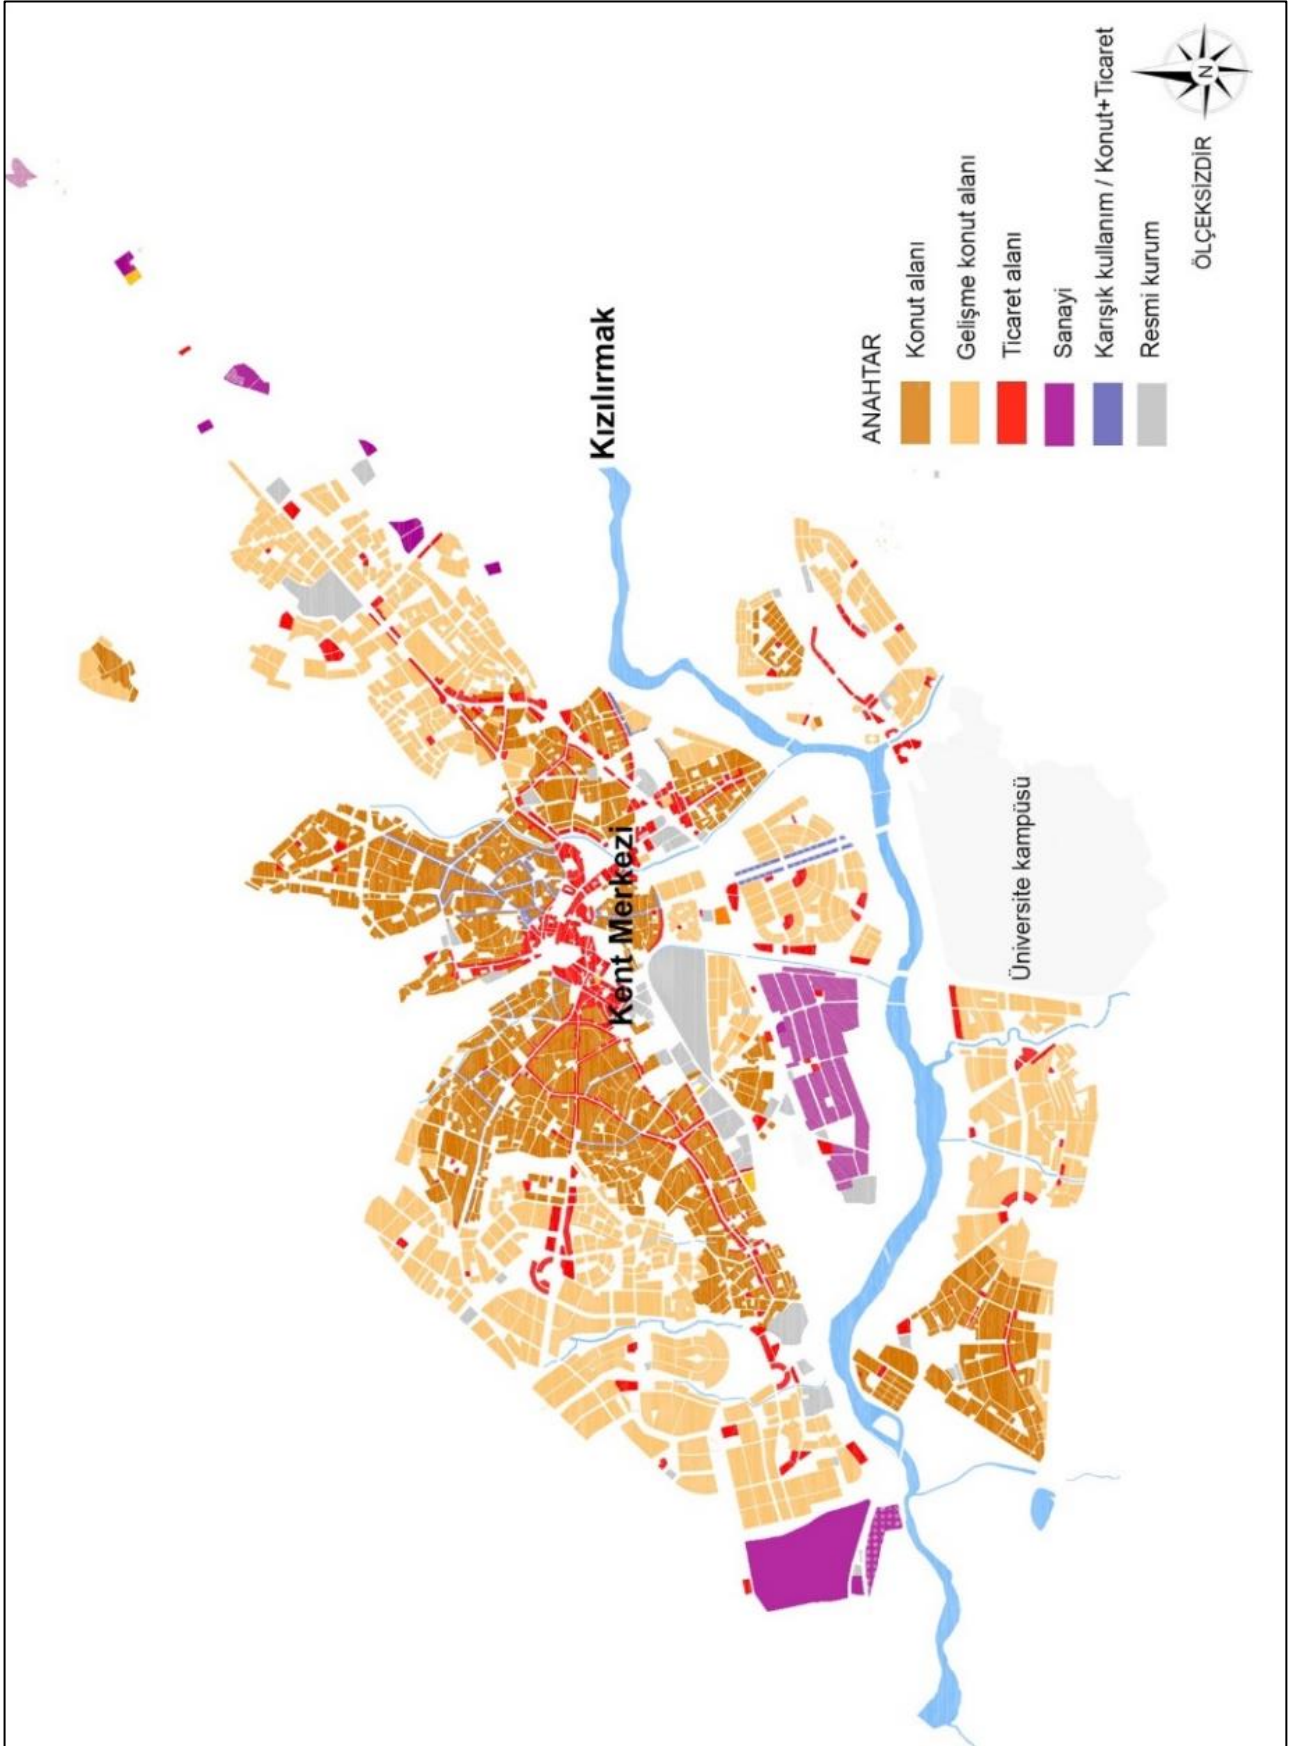 Kızılırmak
Kent Merkezi
Üniversite kampüsü
ANAHTAR
Konut alanı
Gelişme konut alanı
Ticaret alanı
Sanayi
Karışık kullanım / Konut+Ticaret
Resmi kurum
ÖLÇEKSİZDİR
N